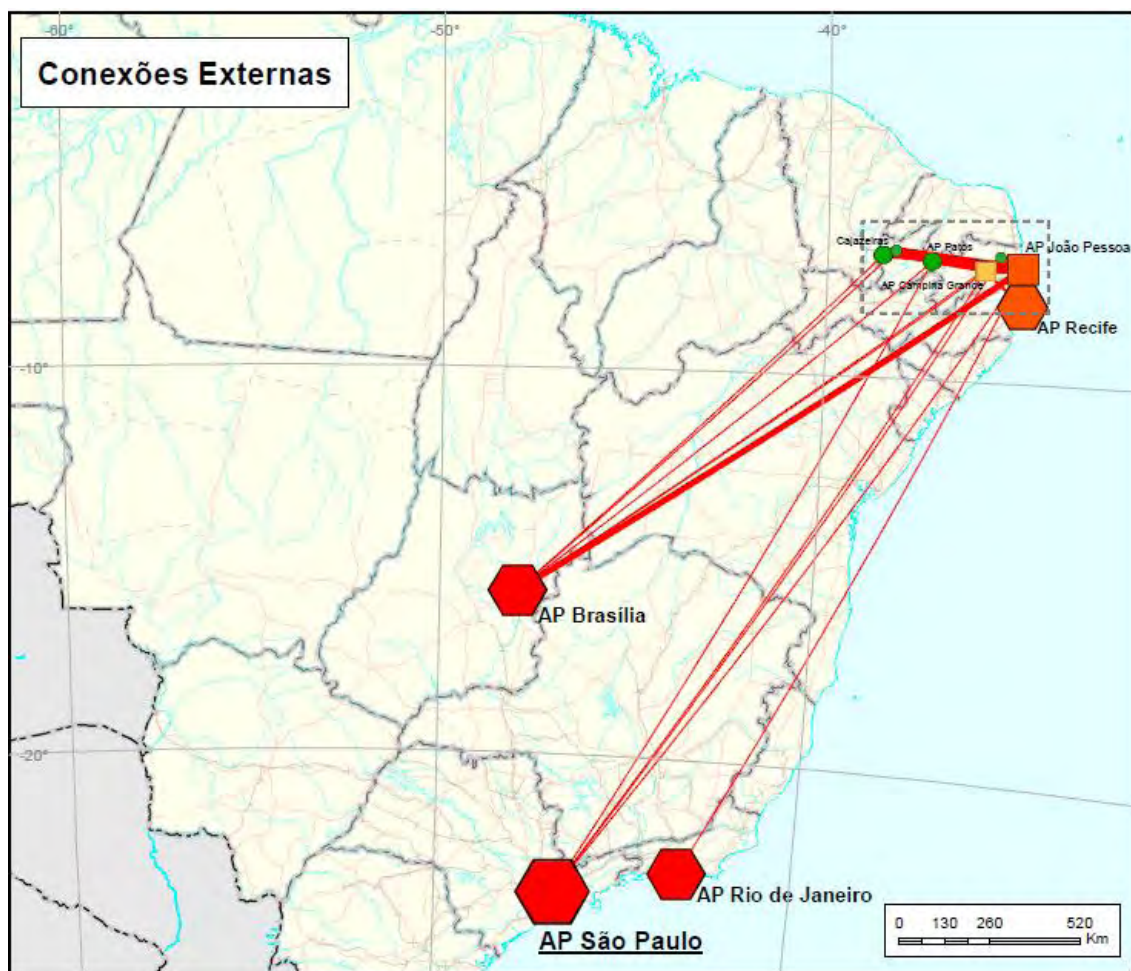 -60°
-50°
-40°
Conexões Externas
Cajazeiras
AP Patos
AP João Pessoa
AP Campina Grande
AP Recife
-10°
AP Brasília
-20°
AP Rio de Janeiro
AP São Paulo
0 130 260 520
Km